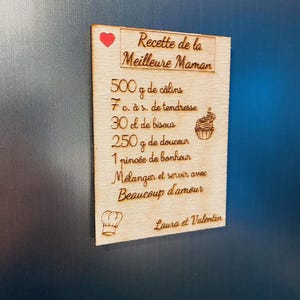 Recette de la
Meilleure Maman
500 g de câlins
7 c. à s. de tendresse
30 cl de bisous
250 g de douceur
1 pincée de bonheur
Mélanger et servir avec
Beaucoup d'amour
Laura et Valentin